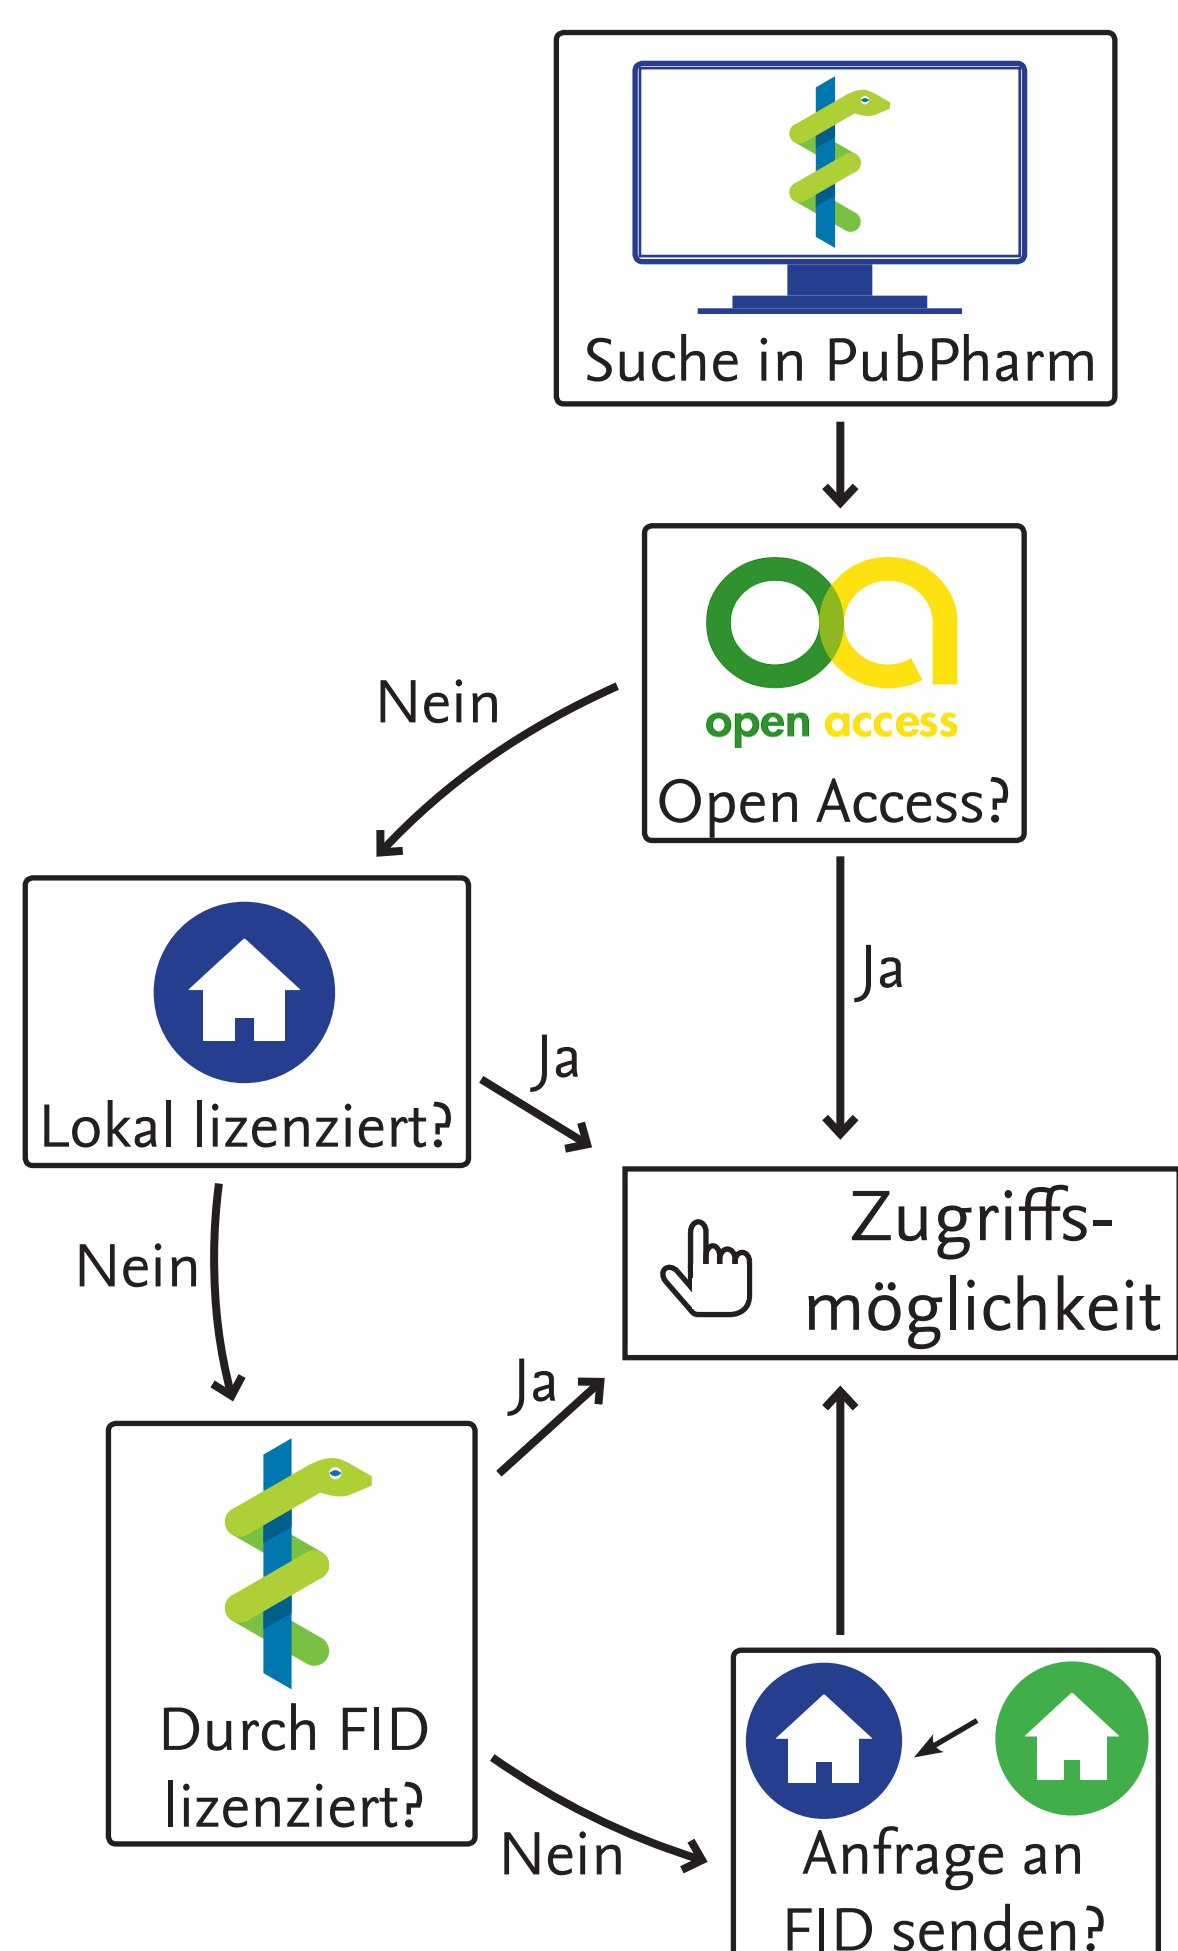 Suche in PubPharm
open access
Open Access?
Nein
Ja
Lokal lizenziert?
Ja
Nein
Zugriffs-
möglichkeit
Ja
Durch FID
lizenziert?
Nein
Anfrage an
FID senden?